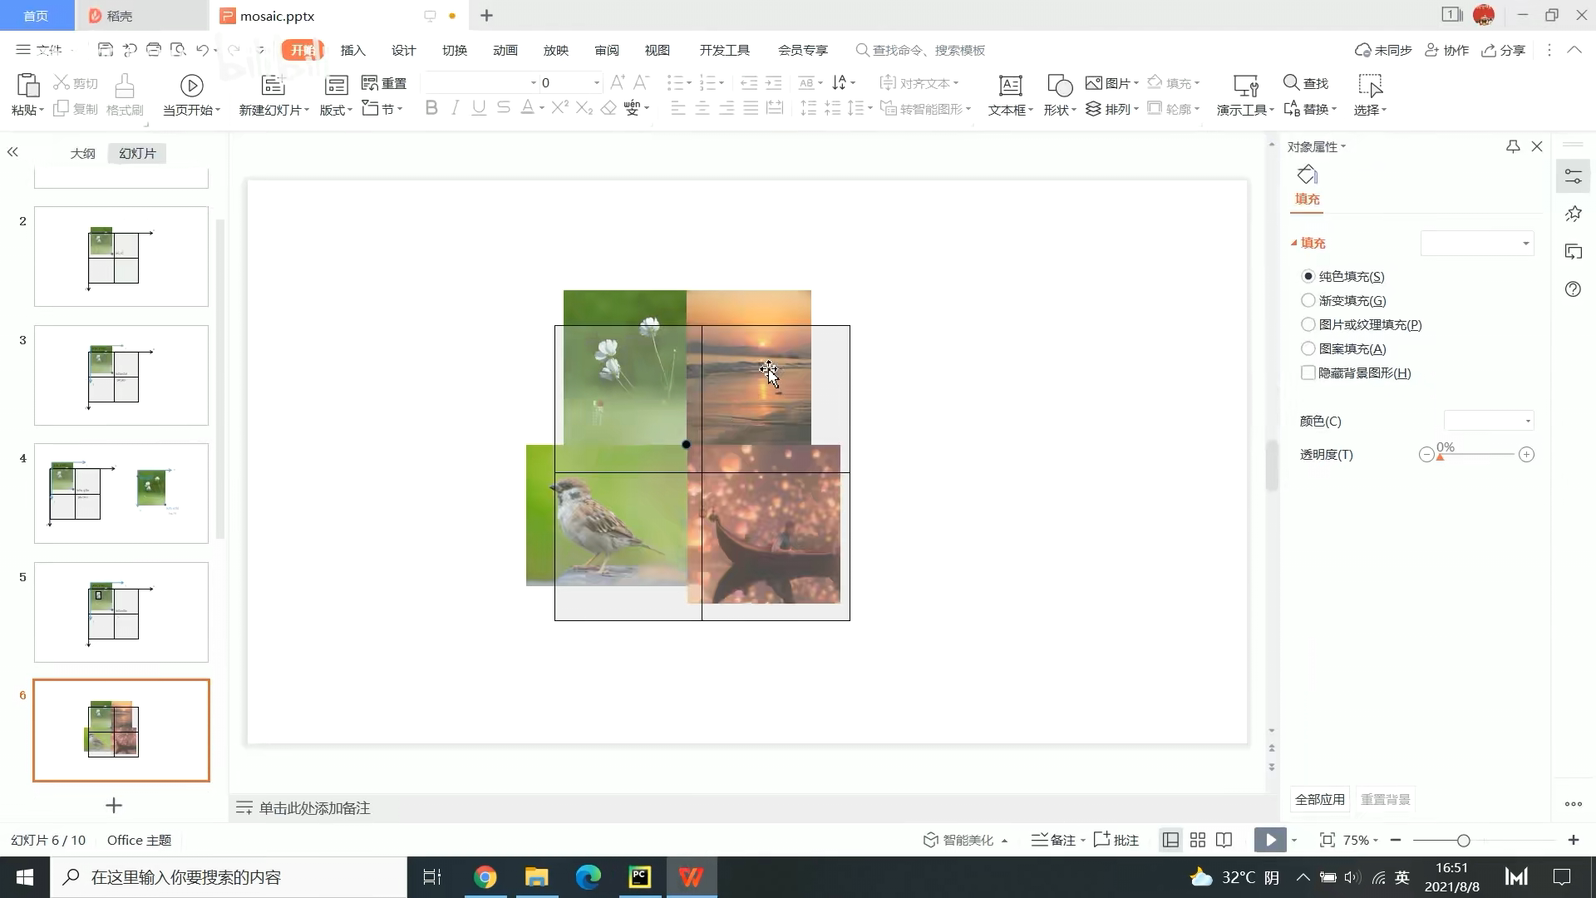 首页 稻壳 mosaic.pptx
文件 开始 插入 设计 切换 动画 放映 审阅 视图 开发工具 会员专享 查找命令、搜索模板 未同步 协作 分享
粘贴 剪切 复制 格式刷 当页开始 新建幻灯片 版式 重置 节 0 对齐文本 转智能图形 文本框 形状 图片 排列 填充 轮廓 演示工具 查找 替换 选择
bilibili
大纲 幻灯片
2
3
4
5
6
对象属性
填充
填充
纯色填充(S)
渐变填充(G)
图片或纹理填充(P)
图案填充(A)
隐藏背景图形(H)
颜色(C)
透明度(T) 0%
全部应用 重置背景
单击此处添加备注
幻灯片 6 / 10 Office 主题 智能美化 备注 批注 75%
在这里输入你要搜索的内容 32°C 阴 英 16:51
2021/8/8